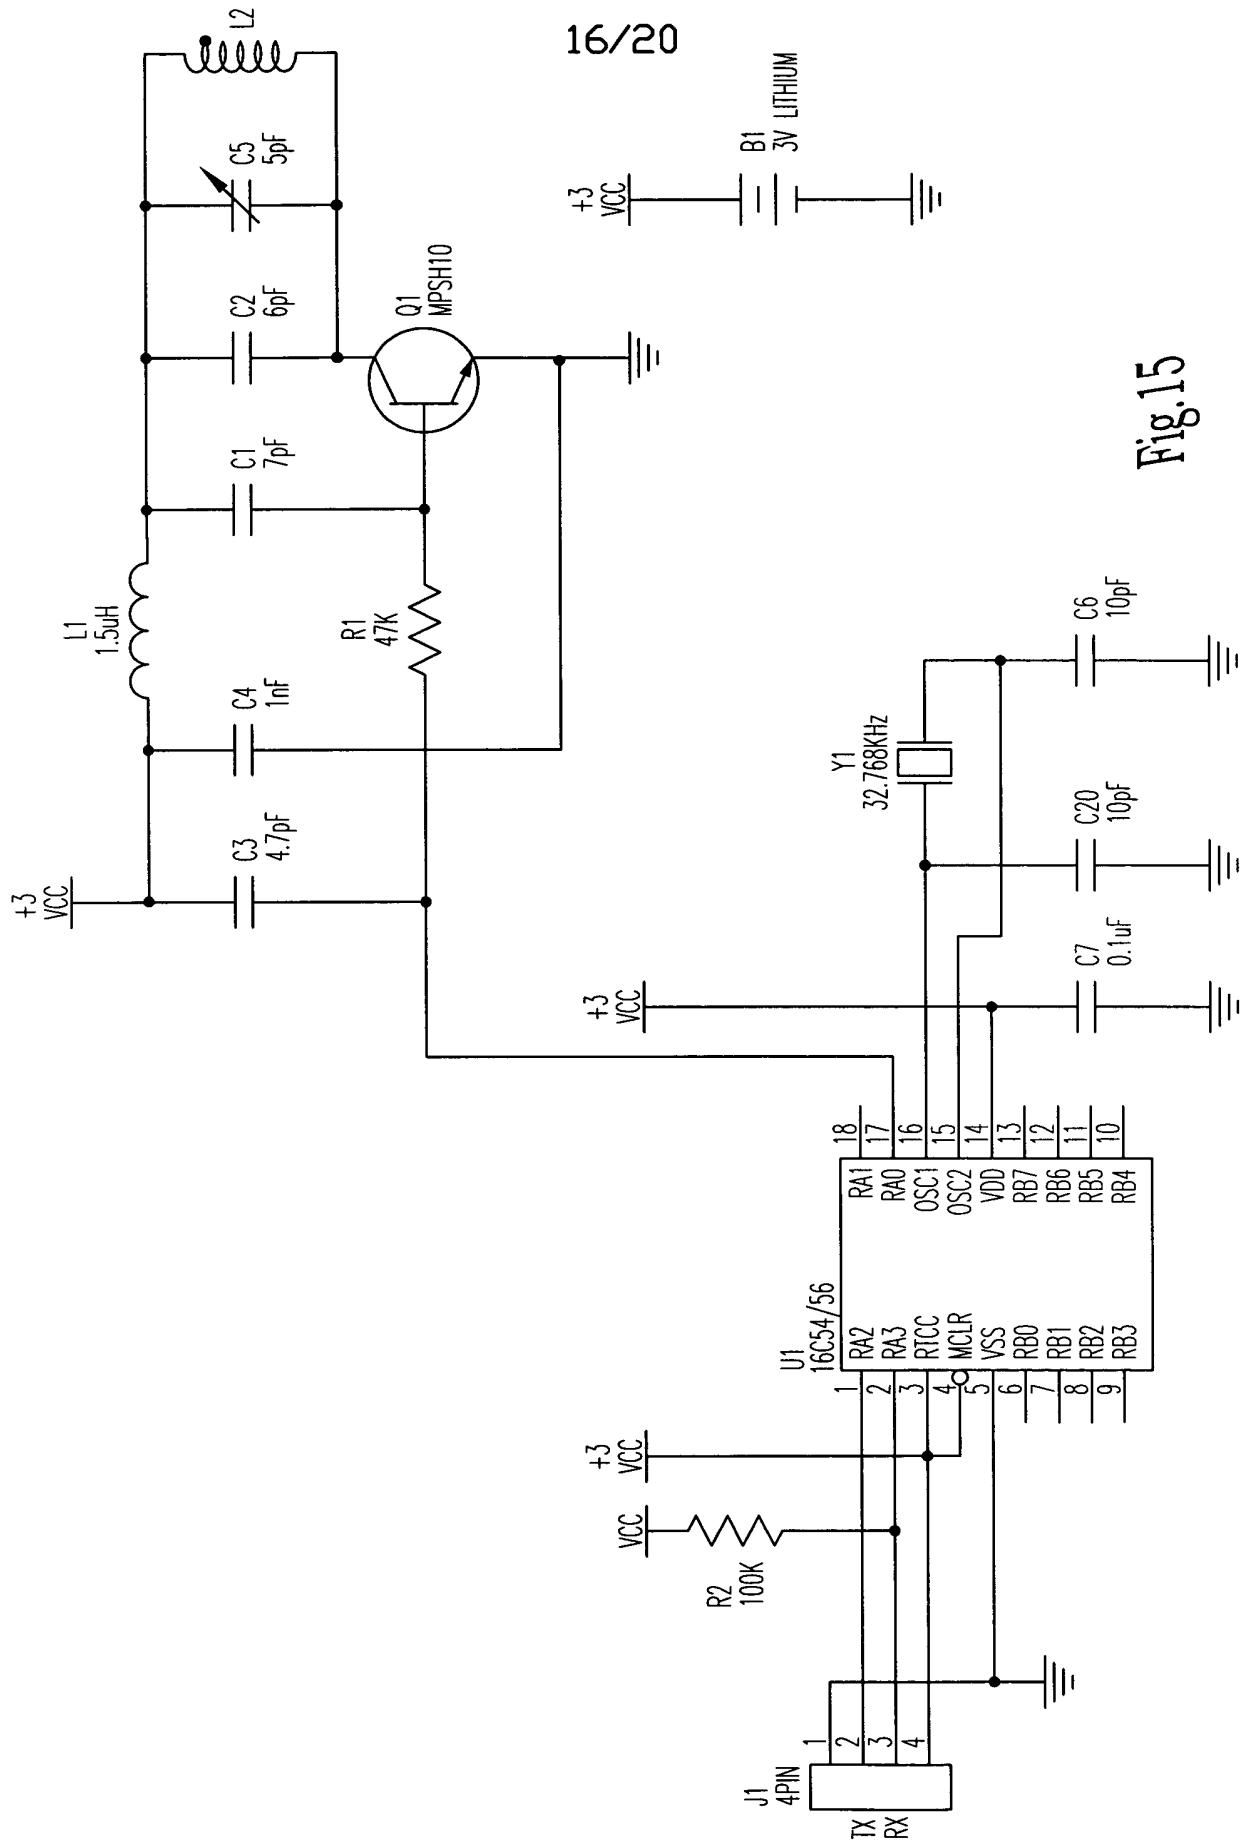 16/20
L2
C5
5pF
C2
6pF
C1
7pF
L1
1.5uH
C4
1nF
C3
4.7pF
+3
VCC
R1
47K
Q1
MPSH10
+3
VCC
B1
3V LITHIUM
+3
VCC
Y1
32.768KHz
C6
10pF
C20
10pF
C7
0.1uF
U1
16C54/56
RA1 18
RA0 17
OSC1 16
OSC2 15
VDD 14
RB7 13
RB6 12
RB5 11
RB4 10
1 RA2
2 RA3
3 RTCC
4 MCLR
5 VSS
6 RB0
7 RB1
8 RB2
9 RB3
+3
VCC
VCC
R2
100K
J1
4PIN
1
2
3
4
TX
RX
Fig.15